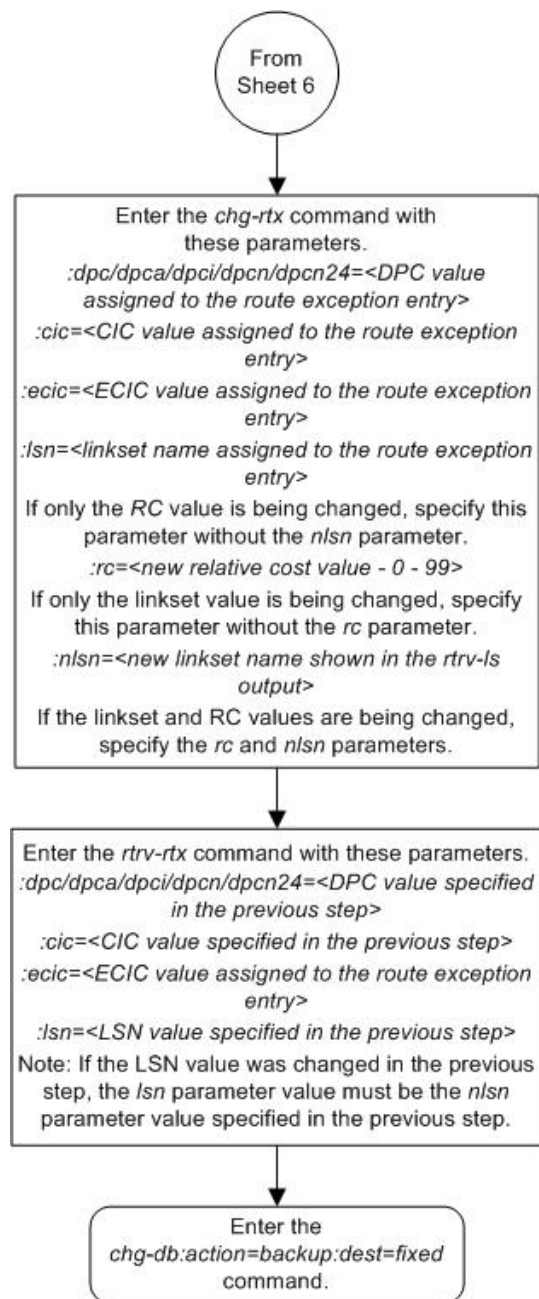 From
Sheet 6
Enter the chg-rtx command with
these parameters.
:dpc/dpca/dpci/dpcn/dpcn24=<DPC value
assigned to the route exception entry>
:cic=<CIC value assigned to the route exception
entry>
:ecic=<ECIC value assigned to the route exception
entry>
:lsn=<linkset name assigned to the route exception
entry>
If only the RC value is being changed, specify this
parameter without the nlsn parameter.
:rc=<new relative cost value - 0 - 99>
If only the linkset value is being changed, specify
this parameter without the rc parameter.
:nlsn=<new linkset name shown in the rtrv-ls
output>
If the linkset and RC values are being changed,
specify the rc and nlsn parameters.
Enter the rtrv-rtx command with these parameters.
:dpc/dpca/dpci/dpcn/dpcn24=<DPC value specified
in the previous step>
:cic=<CIC value specified in the previous step>
:ecic=<ECIC value assigned to the route exception
entry>
:lsn=<LSN value specified in the previous step>
Note: If the LSN value was changed in the previous
step, the lsn parameter value must be the nlsn
parameter value specified in the previous step.
Enter the
chg-db:action=backup:dest=fixed
command.